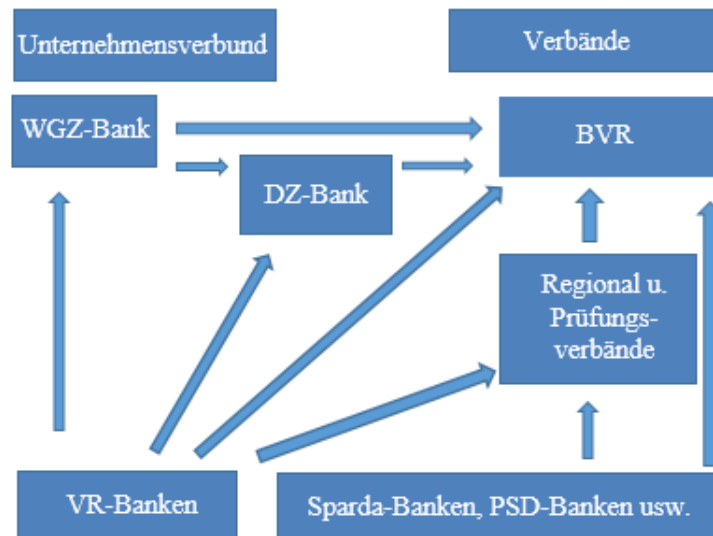 Unternehmensverbund
Verbände
WGZ-Bank
BVR
DZ-Bank
Regional u.
Prüfungs-
verbände
VR-Banken
Sparda-Banken, PSD-Banken usw.